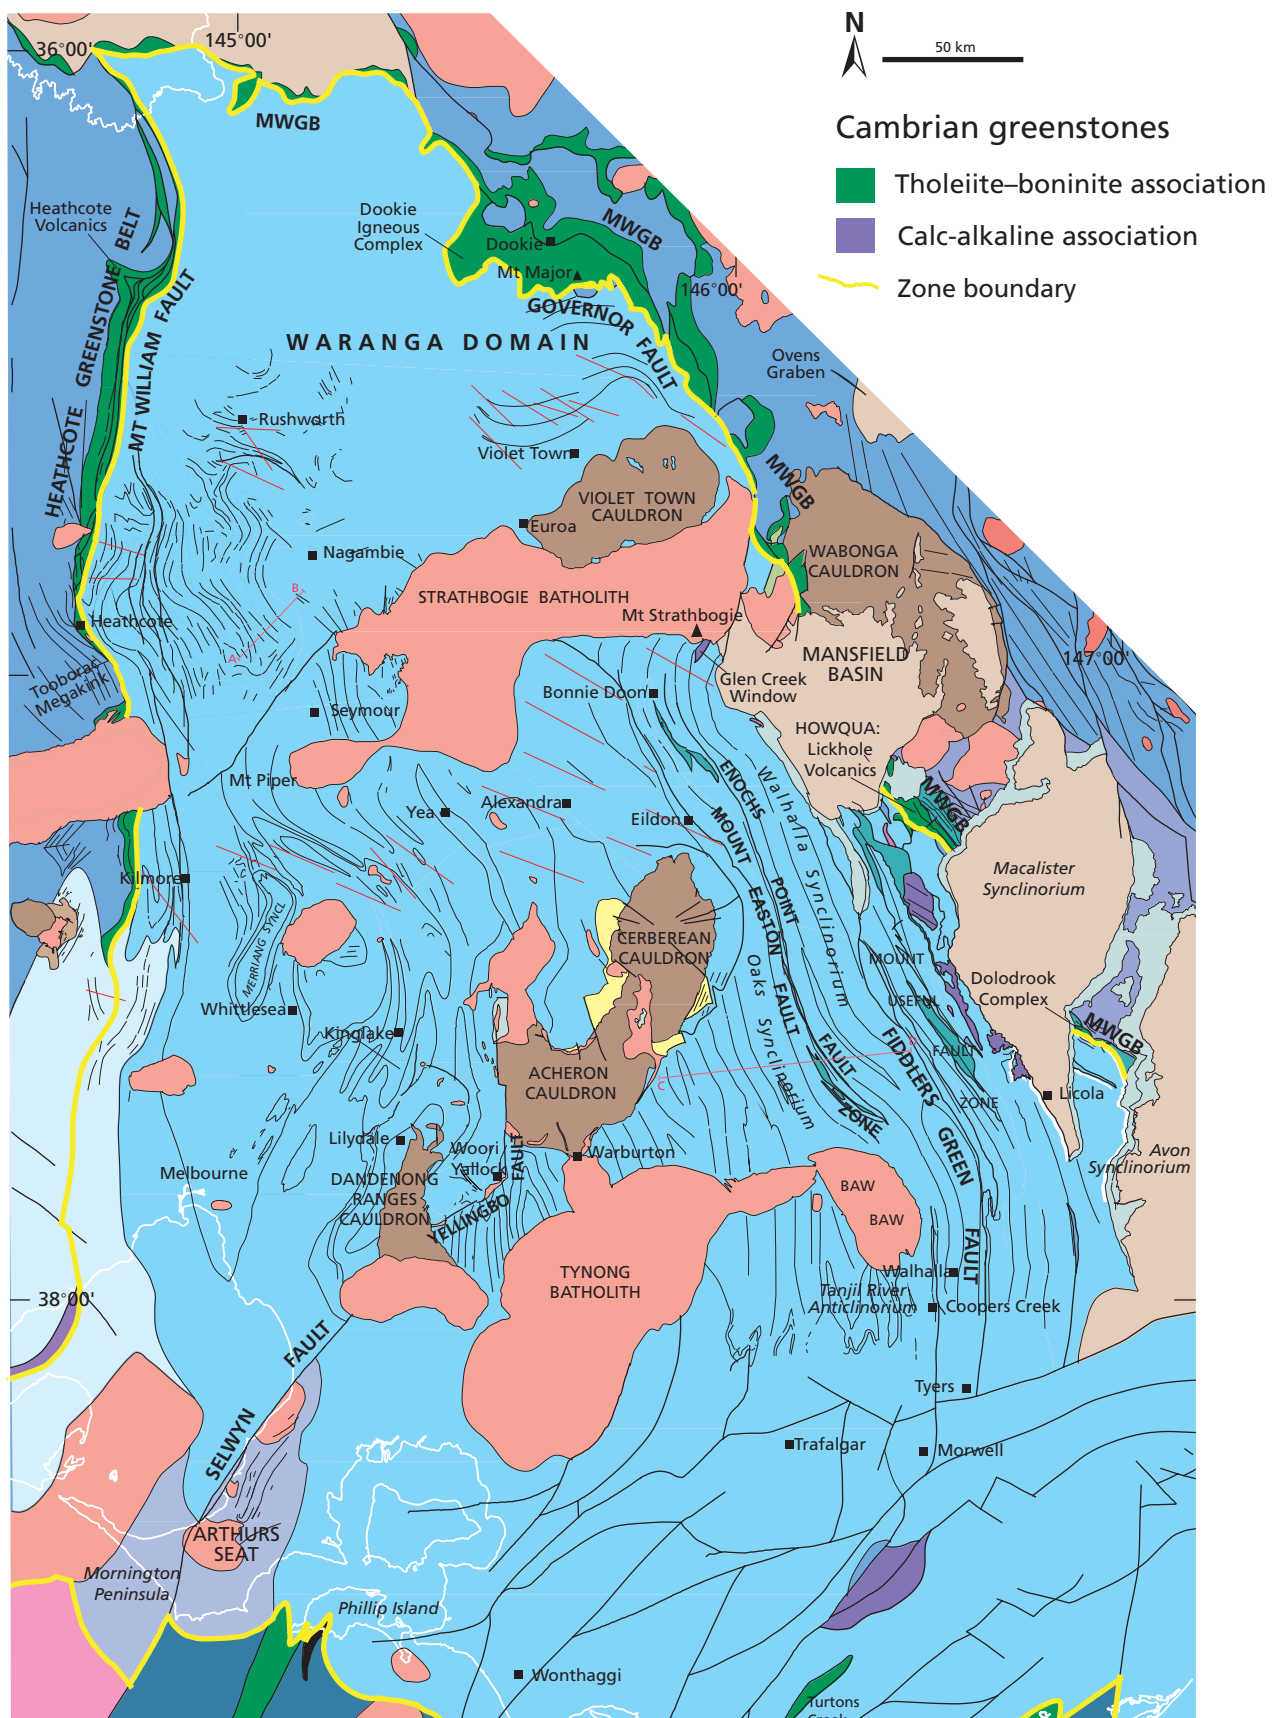 N
50 km
Cambrian greenstones
Tholeiite–boninite association
Calc-alkaline association
Zone boundary
36°00'
145°00'
MWGB
Heathcote
Volcanics
HEATHCOTE GREENSTONE BELT
MT WILLIAM FAULT
Dookie
Igneous
Complex
Dookie
Mt Major
MWGB
146°00'
GOVERNOR FAULT
WARANGA DOMAIN
Ovens
Graben
Rushworth
Violet Town
VIOLET TOWN
CAULDRON
MWGB
Euroa
Nagambie
WABONGA
CAULDRON
STRATHBOGIE BATHOLITH
Mt Strathbogie
B
A
Heathcote
Tooborac
Megakink
MANSFIELD
BASIN
147°00'
Glen Creek
Window
Bonnie Doon
Seymour
HOWQUA:
Lickhole
Volcanics
Mt Piper
Yea
Alexandra
Eildon
ENOCHS
POINT
FAULT
ZONE
MOUNT
EASTON
FAULT
Walhalla Synclinorium
MWGB
Macalister
Synclinorium
Kilmore
MERRIANG SYNCL
CERBEREAN
CAULDRON
Oaks Synclinorium
MOUNT
USEFUL
FAULT
ZONE
Dolodrook
Complex
MWGB
Whittlesea
Kinglake
ACHERON
CAULDRON
C
D
FIDDLERS
GREEN
FAULT
Licola
Lilydale
Woori
Yallock
Warburton
Melbourne
DANDENONG
RANGES
CAULDRON
YELLINGBO
FAULT
Avon
Synclinorium
BAW
BAW
TYNONG
BATHOLITH
Walhalla
Tanjil River
Anticlinorium
Coopers Creek
38°00'
SELWYN FAULT
Tyers
Trafalgar
Morwell
ARTHURS
SEAT
Mornington
Peninsula
Phillip Island
Wonthaggi
Turtons